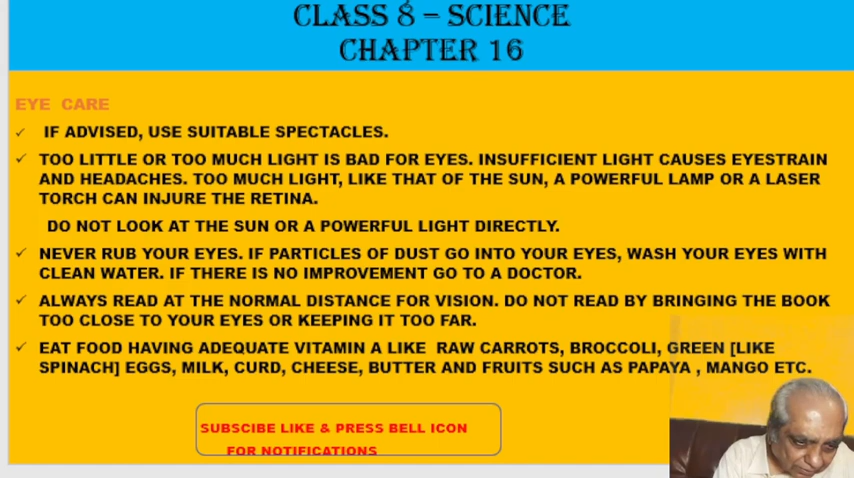 CLASS 8 – SCIENCE
CHAPTER 16
EYE CARE
✓ IF ADVISED, USE SUITABLE SPECTACLES.
✓ TOO LITTLE OR TOO MUCH LIGHT IS BAD FOR EYES. INSUFFICIENT LIGHT CAUSES EYESTRAIN
AND HEADACHES. TOO MUCH LIGHT, LIKE THAT OF THE SUN, A POWERFUL LAMP OR A LASER
TORCH CAN INJURE THE RETINA.
DO NOT LOOK AT THE SUN OR A POWERFUL LIGHT DIRECTLY.
✓ NEVER RUB YOUR EYES. IF PARTICLES OF DUST GO INTO YOUR EYES, WASH YOUR EYES WITH
CLEAN WATER. IF THERE IS NO IMPROVEMENT GO TO A DOCTOR.
✓ ALWAYS READ AT THE NORMAL DISTANCE FOR VISION. DO NOT READ BY BRINGING THE BOOK
TOO CLOSE TO YOUR EYES OR KEEPING IT TOO FAR.
✓ EAT FOOD HAVING ADEQUATE VITAMIN A LIKE RAW CARROTS, BROCCOLI, GREEN [LIKE
SPINACH] EGGS, MILK, CURD, CHEESE, BUTTER AND FRUITS SUCH AS PAPAYA , MANGO ETC.
SUBSCIBE LIKE & PRESS BELL ICON
FOR NOTIFICATIONS